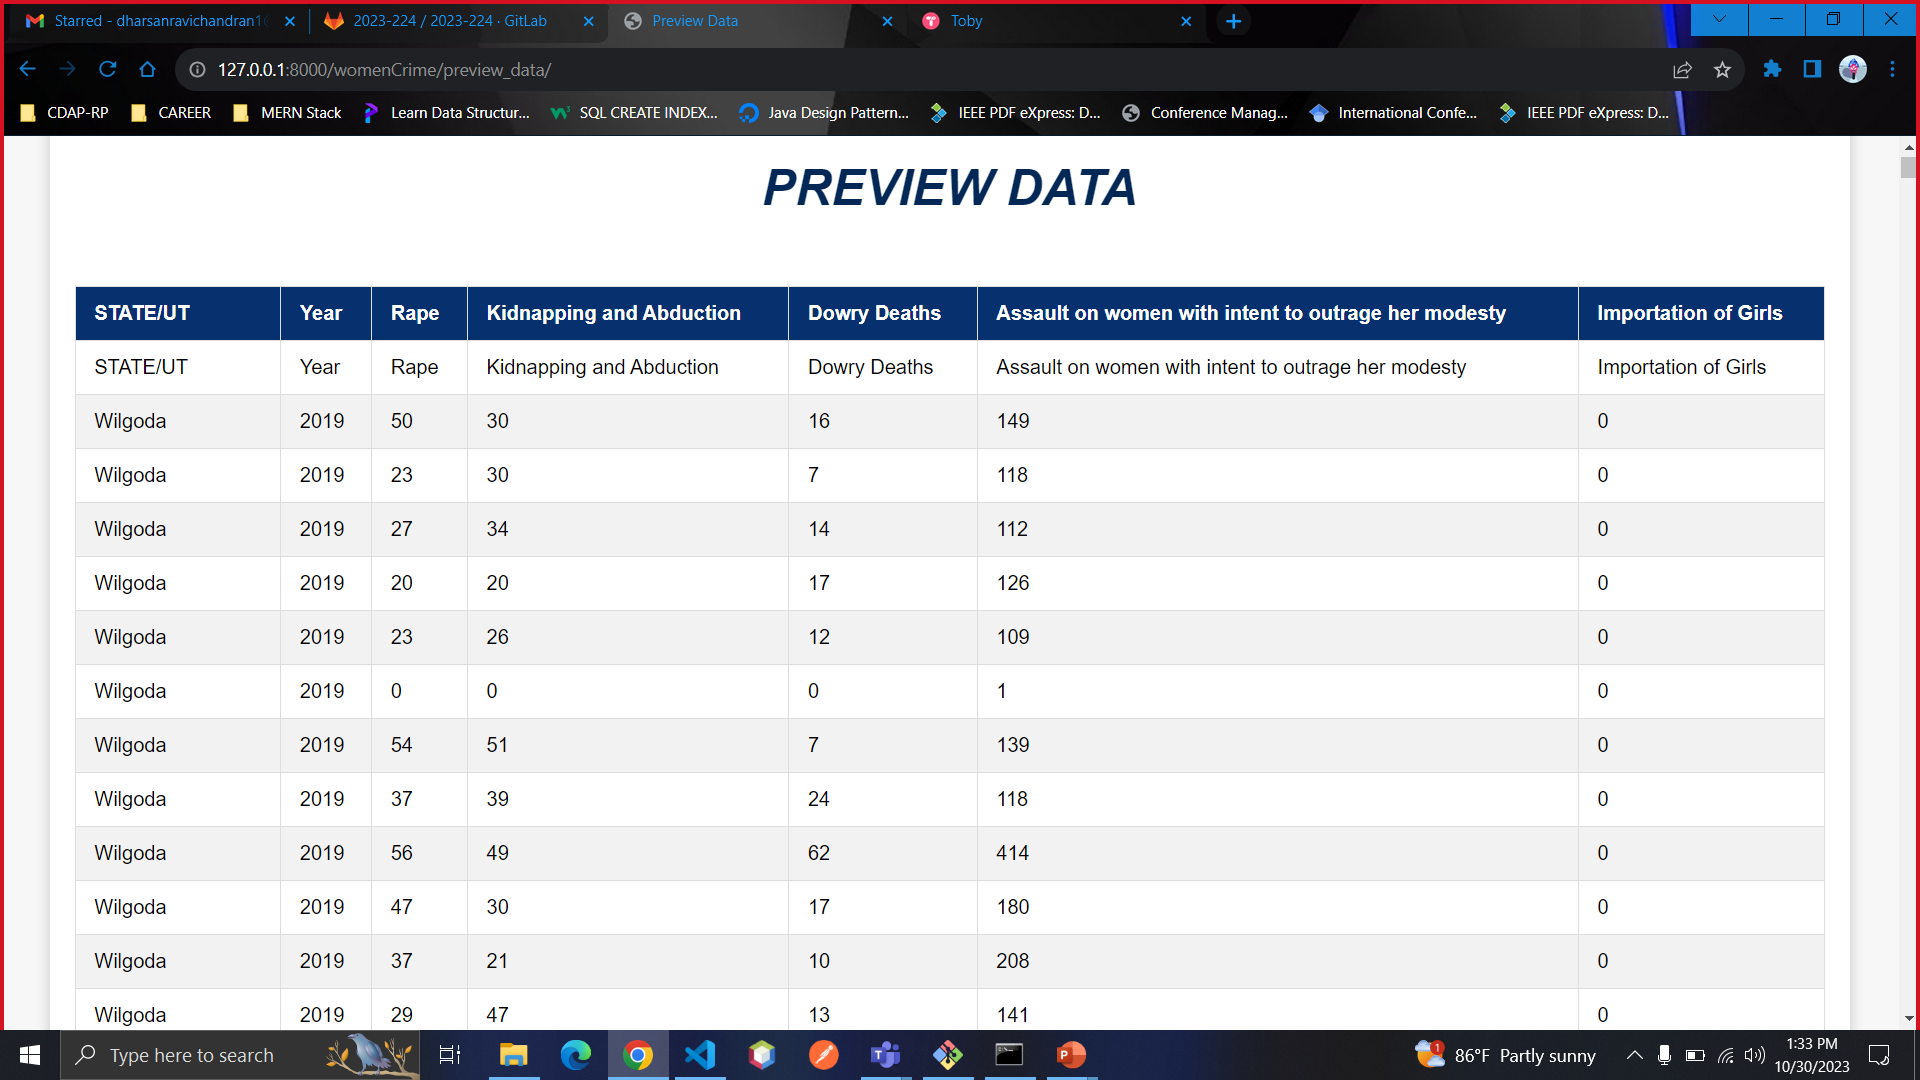 Starred - dharsanravichandran1
2023-224 / 2023-224 · GitLab
Preview Data
Toby
127.0.0.1:8000/womenCrime/preview_data/
CDAP-RP
CAREER
MERN Stack
Learn Data Structur...
SQL CREATE INDEX...
Java Design Pattern...
IEEE PDF eXpress: D...
Conference Manag...
International Confe...
IEEE PDF eXpress: D...
PREVIEW DATA
STATE/UT Year Rape Kidnapping and Abduction Dowry Deaths Assault on women with intent to outrage her modesty Importation of Girls
STATE/UT Year Rape Kidnapping and Abduction Dowry Deaths Assault on women with intent to outrage her modesty Importation of Girls
Wilgoda 2019 50 30 16 149 0
Wilgoda 2019 23 30 7 118 0
Wilgoda 2019 27 34 14 112 0
Wilgoda 2019 20 20 17 126 0
Wilgoda 2019 23 26 12 109 0
Wilgoda 2019 0 0 0 1 0
Wilgoda 2019 54 51 7 139 0
Wilgoda 2019 37 39 24 118 0
Wilgoda 2019 56 49 62 414 0
Wilgoda 2019 47 30 17 180 0
Wilgoda 2019 37 21 10 208 0
Wilgoda 2019 29 47 13 141 0
Type here to search
1
86°F Partly sunny
1:33 PM
10/30/2023